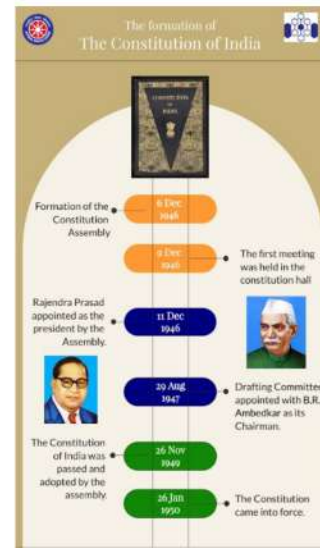 The formation of
The Constitution of India
CONSTITUTION
OF
INDIA
6 Dec
1946
Formation of the
Constitution
Assembly
9 Dec
1946
The first meeting
was held in the
constitution hall
Rajendra Prasad
appointed as the
president by the
Assembly.
11 Dec
1946
29 Aug
1947
Drafting Committee
appointed with B.R.
Ambedkar as its
Chairman.
The Constitution
of India was
passed and
adopted by the
assembly.
26 Nov
1949
26 Jan
1950
The Constitution
came into force.